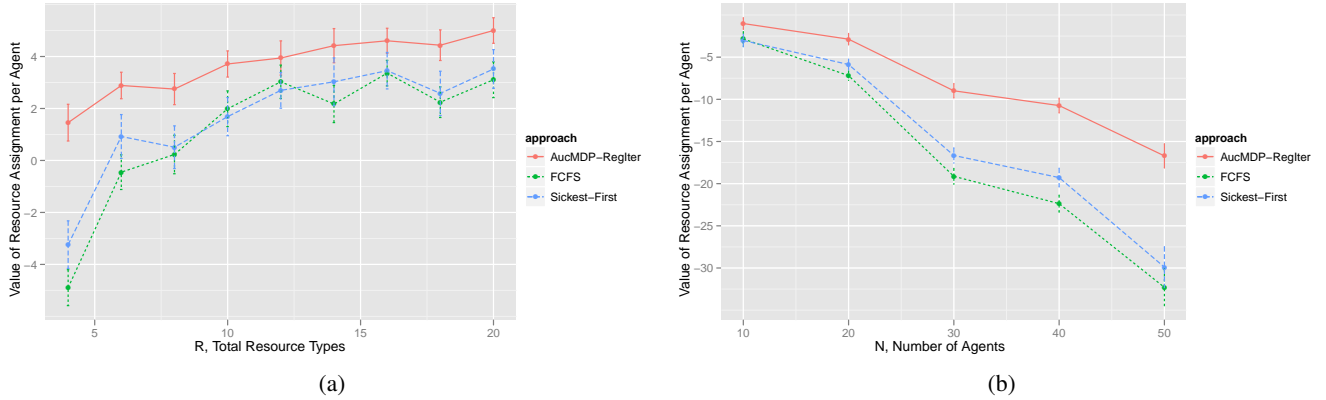 Value of Resource Assignment per Agent
4
2
0
−2
−4
5
10
15
20
R, Total Resource Types
approach
AucMDP−RegIter
FCFS
Sickest−First
(a)
Value of Resource Assignment per Agent
−5
−10
−15
−20
−25
−30
10
20
30
40
50
N, Number of Agents
approach
AucMDP−RegIter
FCFS
Sickest−First
(b)